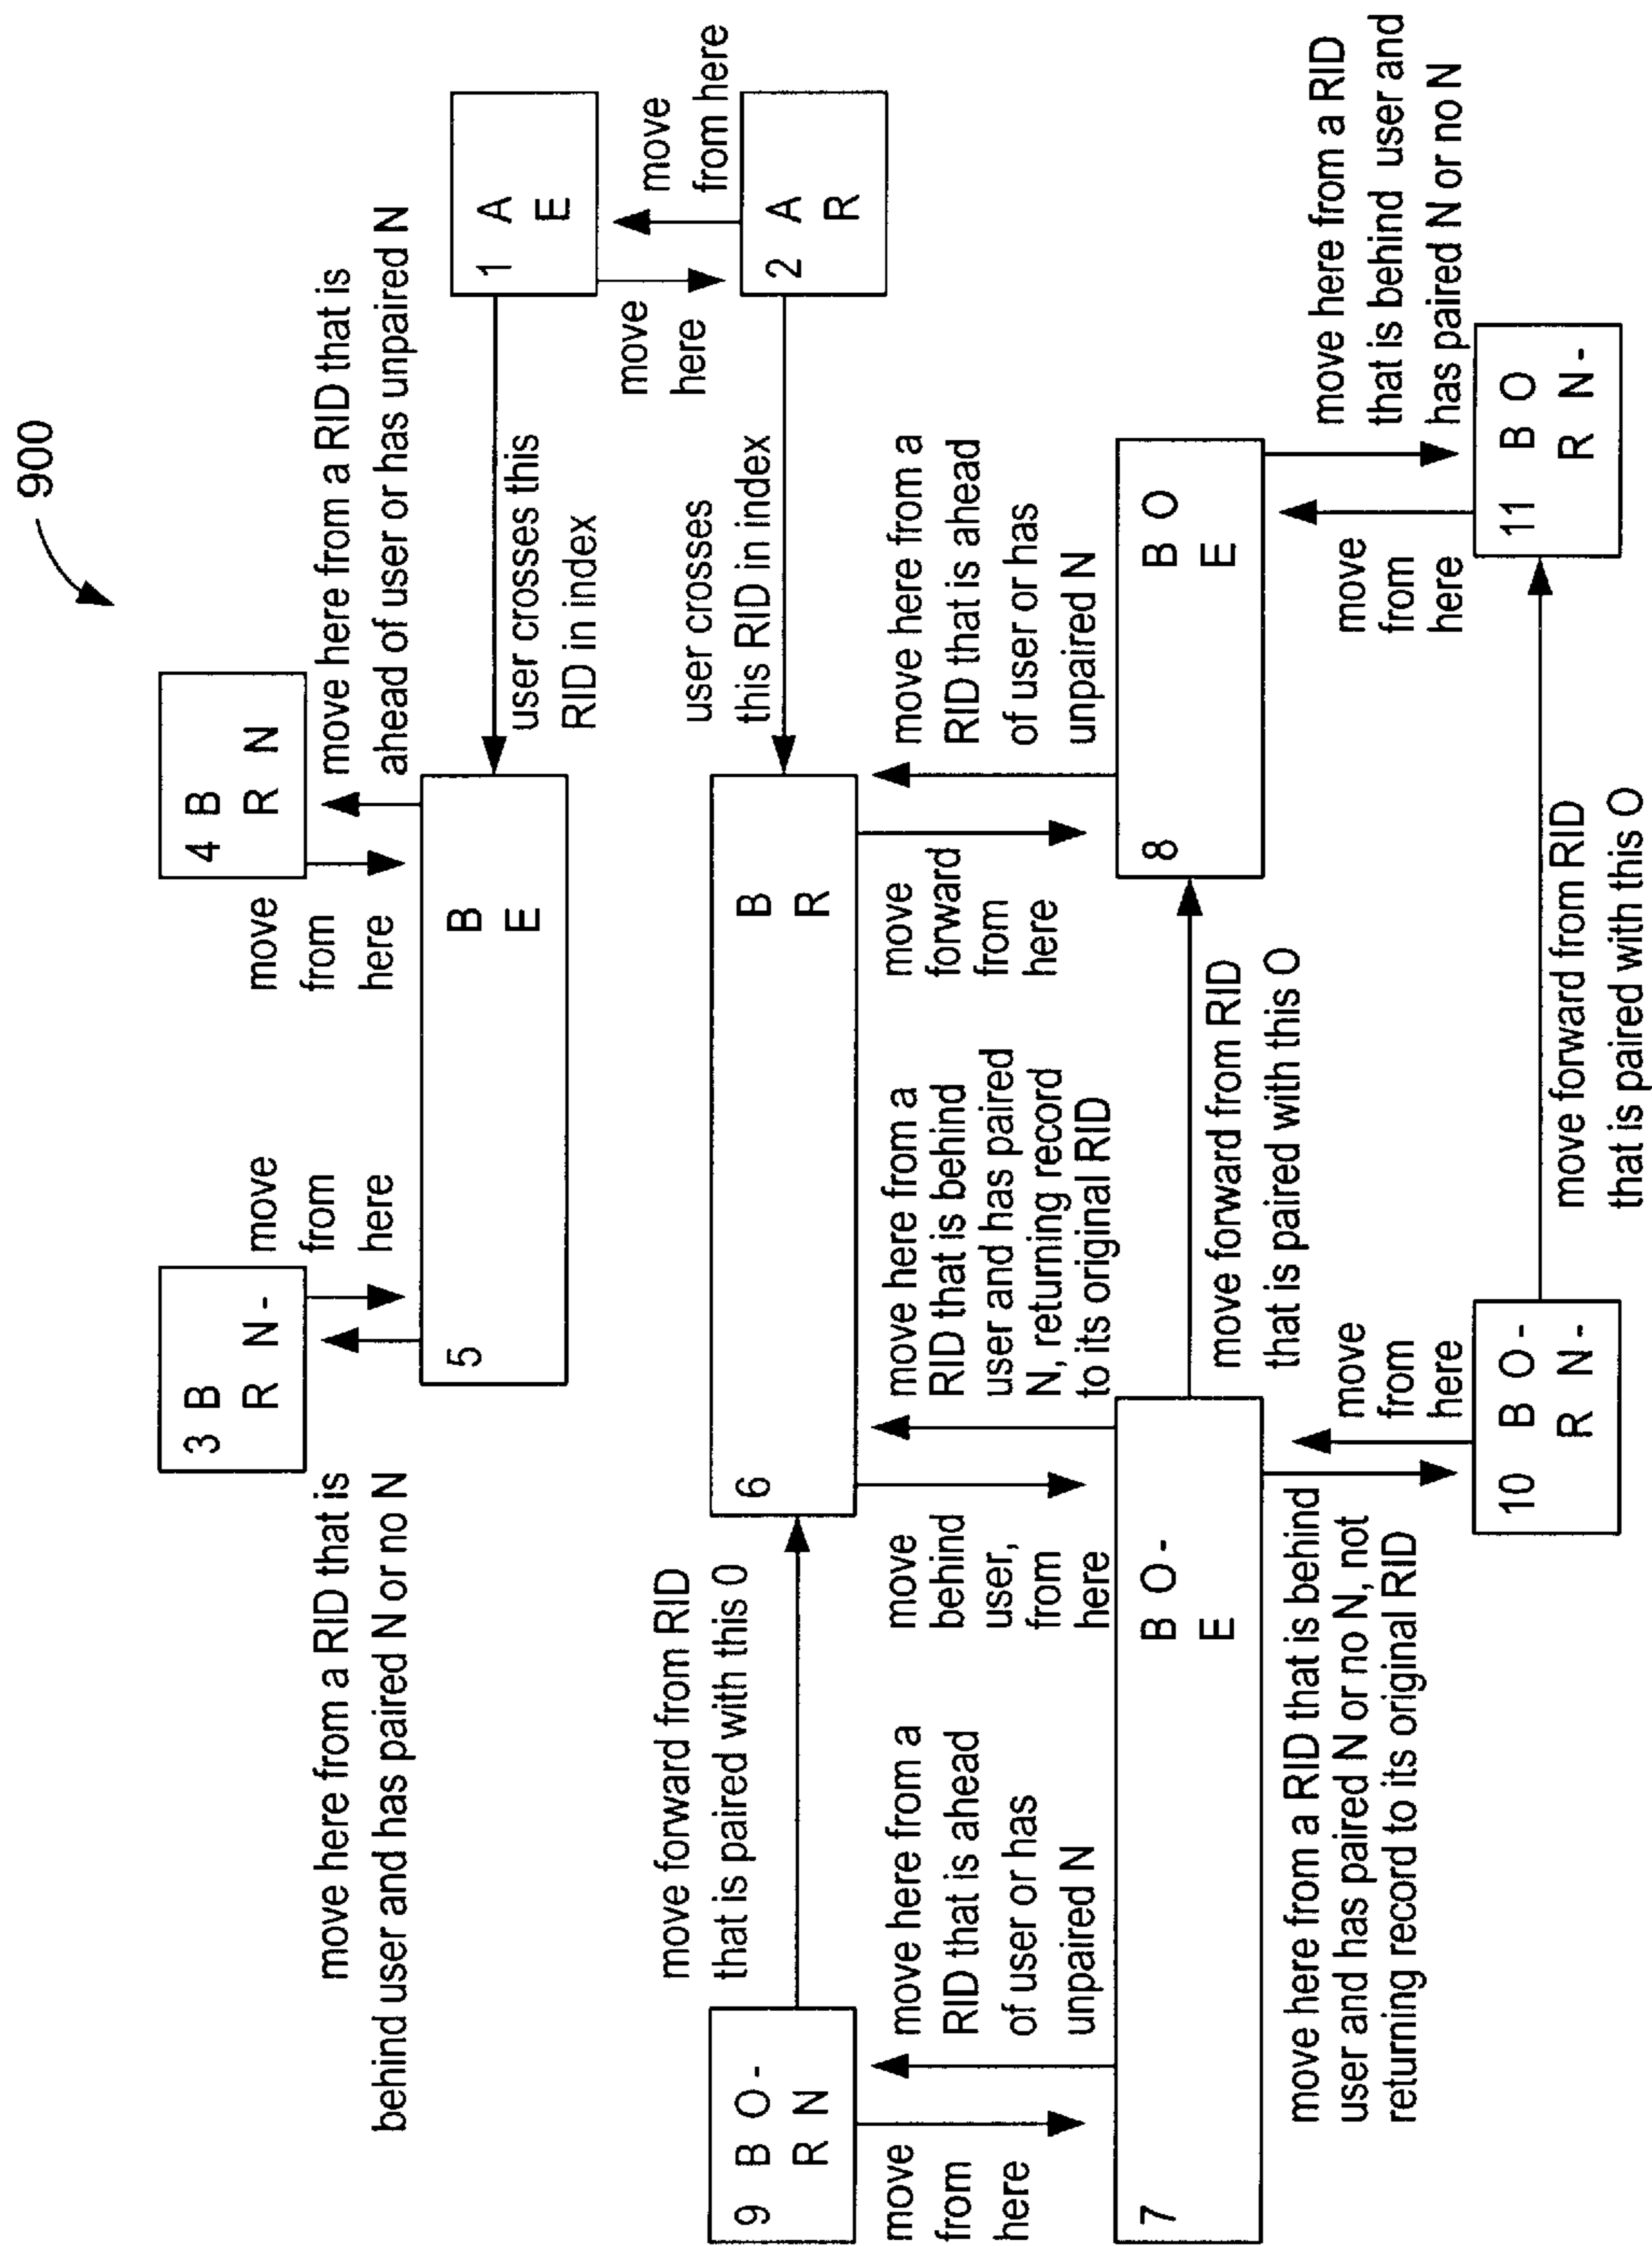 900
3 B
R N -
4 B
R N
move here from a RID that is
behind user and has paired N or no N
move
from
here
move
from
here
move here from a RID that is
ahead of user or has unpaired N
1 A
E
5
B
E
user crosses this
RID in index
move
here
move
from here
2 A
R
move forward from RID
that is paired with this 0
user crosses
this RID in index
9 B O -
R N
6
B
R
move
from
here
move here from a
RID that is ahead
of user or has
unpaired N
move
behind
user,
from
here
move here from a
RID that is behind
user and has paired
N, returning record
to its original RID
move
forward
from
here
move here from a
RID that is ahead
of user or has
unpaired N
7
B O -
E
move forward from RID
that is paired with this O
8
B O
E
move here from a RID that is behind
user and has paired N or no N, not
returning record to its original RID
move
from
here
move
from
here
move here from a RID
that is behind user and
has paired N or no N
10 B O -
R N -
move forward from RID
that is paired with this O
11 B O
R N -